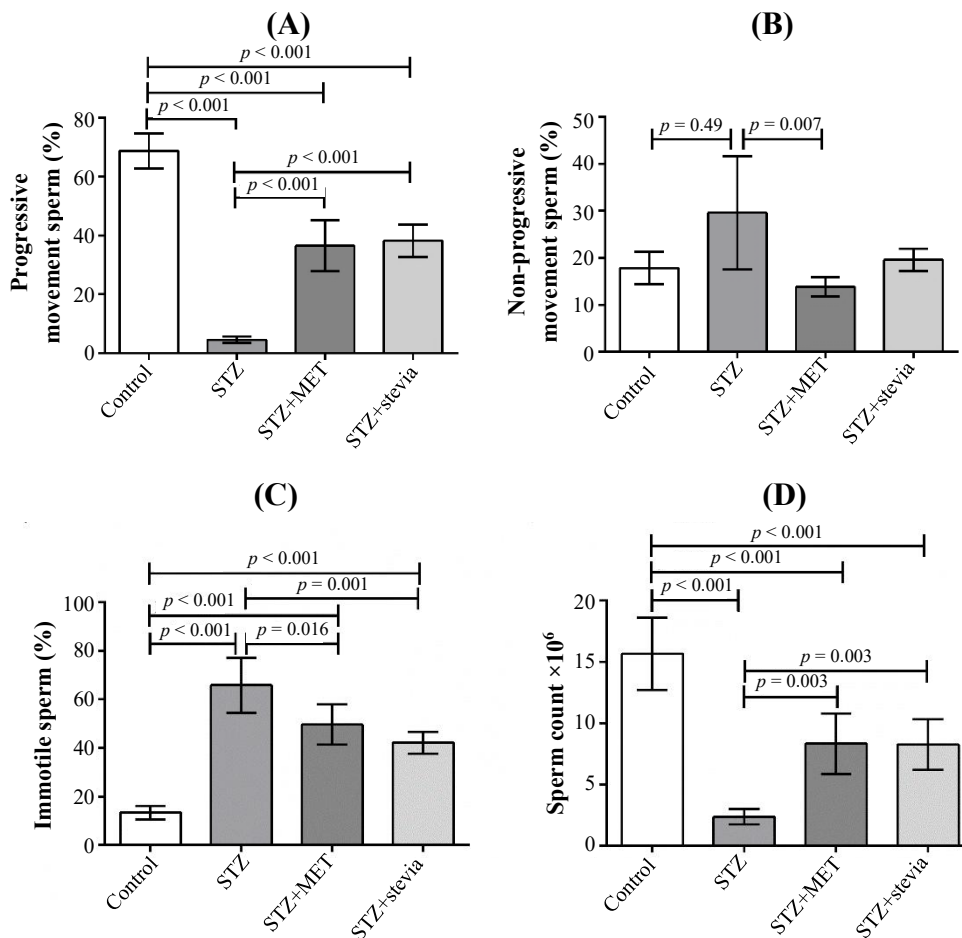 (A)
p < 0.001
p < 0.001
p < 0.001
p < 0.001
p < 0.001
Progressive
movement sperm (%)
80
60
40
20
0
Control
STZ
STZ+MET
STZ+stevia
(B)
p = 0.49
p = 0.007
Non-progressive
movement sperm (%)
50
40
30
20
10
0
Control
STZ
STZ+MET
STZ+stevia
(C)
p < 0.001
p = 0.001
p < 0.001
p < 0.001
p = 0.016
Immotile sperm (%)
100
80
60
40
20
0
Control
STZ
STZ+MET
STZ+stevia
(D)
p < 0.001
p < 0.001
p < 0.001
p = 0.003
p = 0.003
Sperm count ×10⁶
20
15
10
5
0
Control
STZ
STZ+MET
STZ+stevia